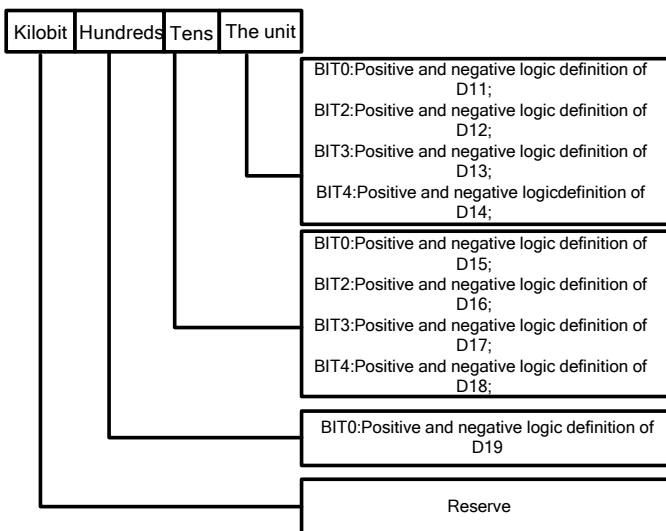 Kilobit Hundreds Tens The unit
BIT0:Positive and negative logic definition of
D11;
BIT2:Positive and negative logic definition of
D12;
BIT3:Positive and negative logic definition of
D13;
BIT4:Positive and negative logicdefinition of
D14;
BIT0:Positive and negative logic definition of
D15;
BIT2:Positive and negative logic definition of
D16;
BIT3:Positive and negative logic definition of
D17;
BIT4:Positive and negative logic definition of
D18;
BIT0:Positive and negative logic definition of
D19
Reserve